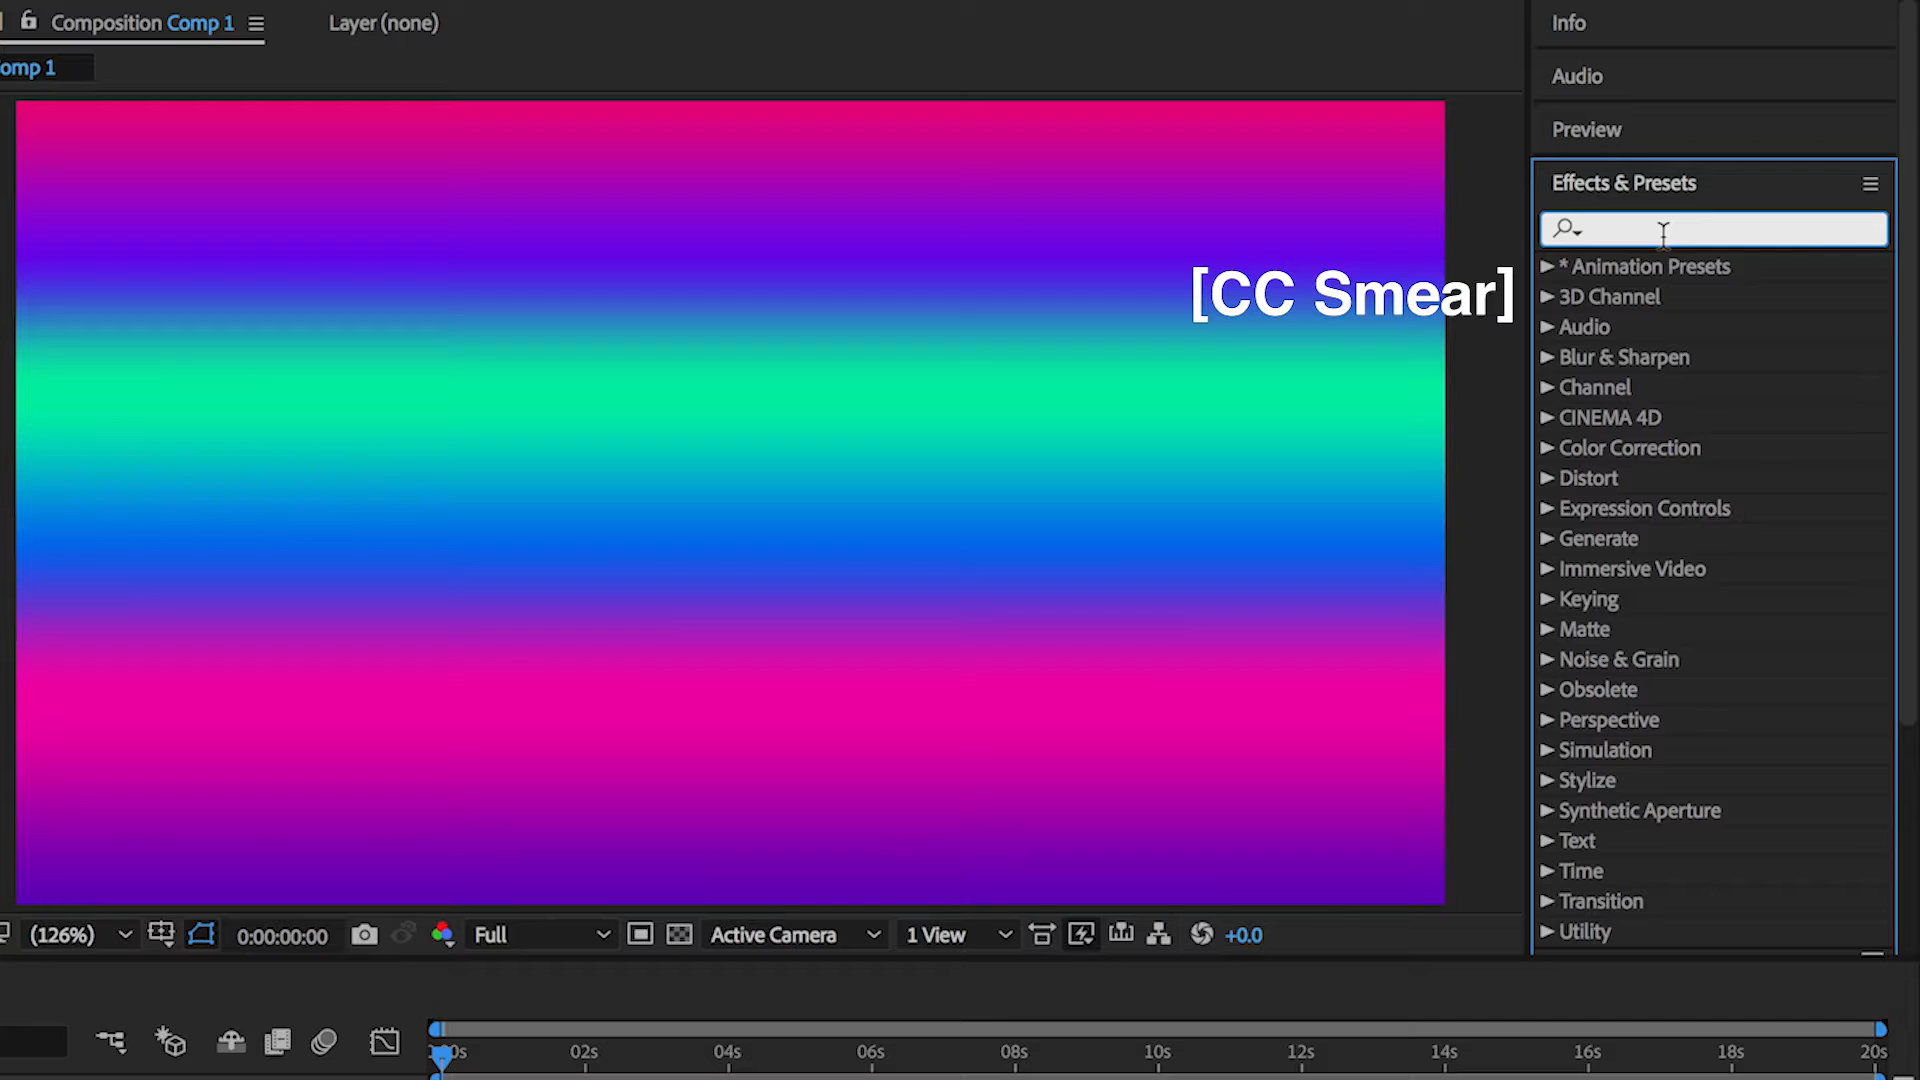 Composition Comp 1
Layer (none)
omp 1
Info
Audio
Preview
Effects & Presets
[CC Smear]
* Animation Presets
3D Channel
Audio
Blur & Sharpen
Channel
CINEMA 4D
Color Correction
Distort
Expression Controls
Generate
Immersive Video
Keying
Matte
Noise & Grain
Obsolete
Perspective
Simulation
Stylize
Synthetic Aperture
Text
Time
Transition
Utility
(126%) 0:00:00:00 Full Active Camera 1 View +0.0
02s 04s 06s 08s 10s 12s 14s 16s 18s 20s